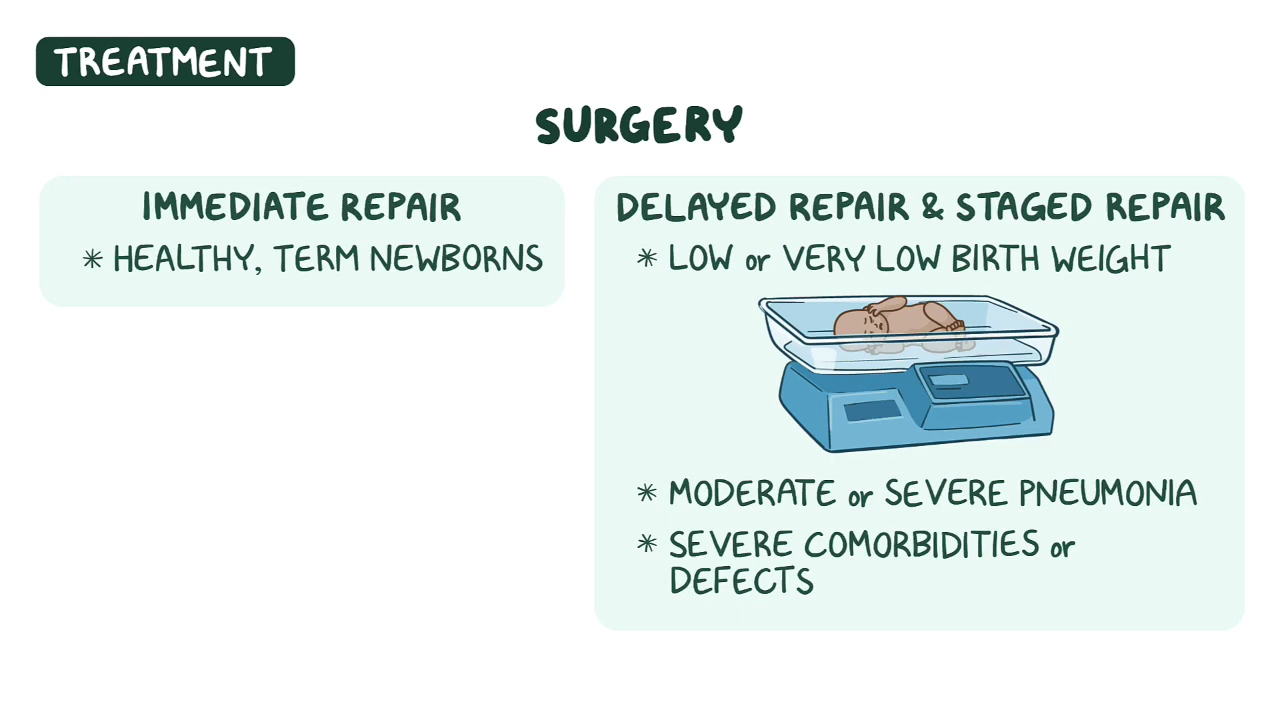 TREATMENT
SURGERY
IMMEDIATE REPAIR
* HEALTHY, TERM NEWBORNS
DELAYED REPAIR & STAGED REPAIR
* LOW or VERY LOW BIRTH WEIGHT
* MODERATE or SEVERE PNEUMONIA
* SEVERE COMORBIDITIES or
DEFECTS